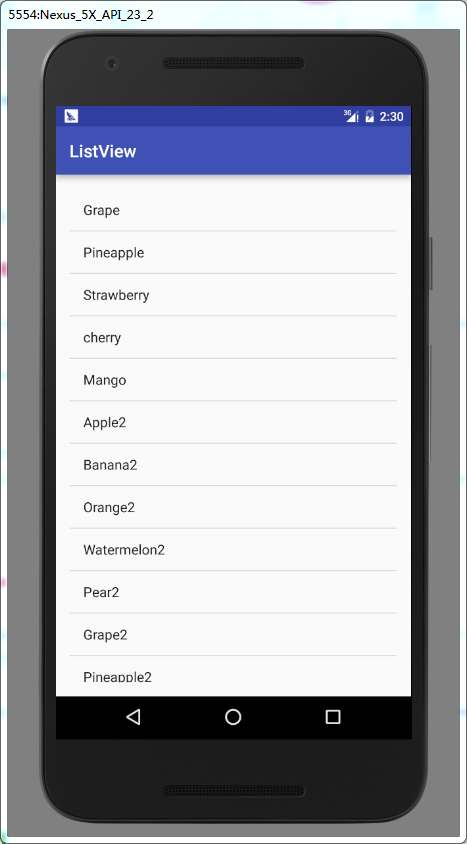 5554:Nexus_5X_API_23_2
3G 2:30
ListView
Grape
Pineapple
Strawberry
cherry
Mango
Apple2
Banana2
Orange2
Watermelon2
Pear2
Grape2
Pineapple2